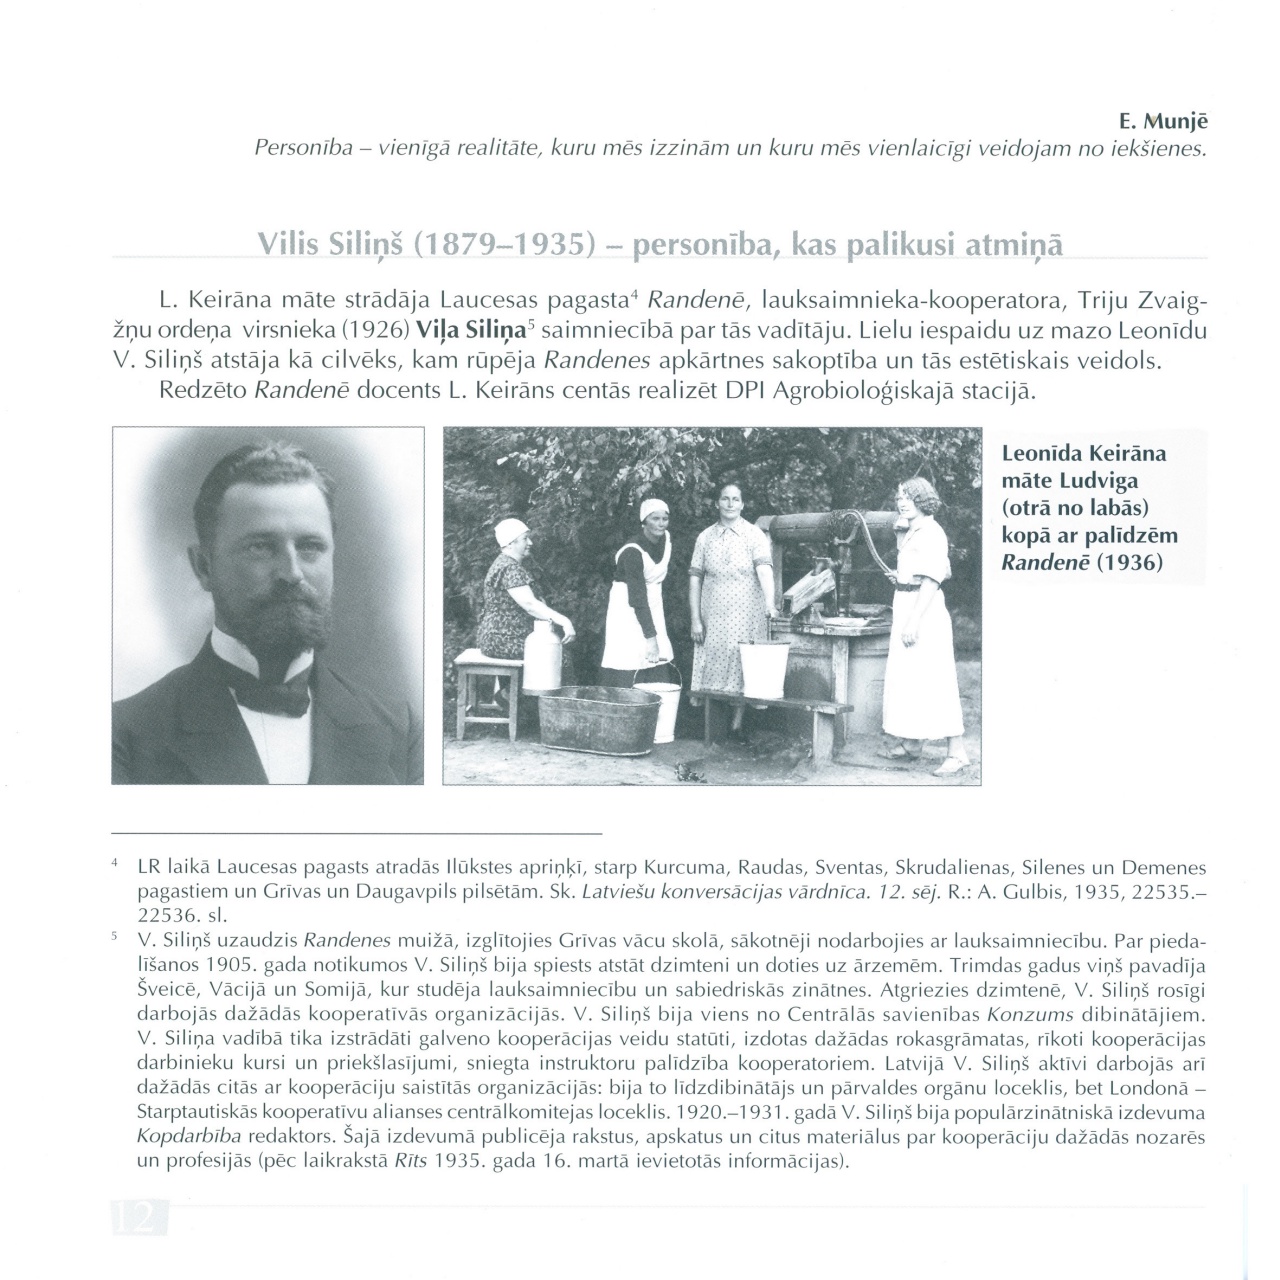 E. Munjē
Personība – vienīgā realitāte, kuru mēs izzinām un kuru mēs vienlaicīgi veidojam no iekšienes.
Vilis Siliņš (1879–1935) – personība, kas palikusi atmiņā
L. Keirāna māte strādāja Laucesas pagasta⁴ Randenē, lauksaimnieka-kooperatora, Triju Zvaig-
žņu ordeņa virsnieka (1926) Viļa Siliņa⁵ saimniecībā par tās vadītāju. Lielu iespaidu uz mazo Leonīdu
V. Siliņš atstāja kā cilvēks, kam rūpēja Randenes apkārtnes sakoptība un tās estētiskais veidols.
Redzēto Randenē docents L. Keirāns centās realizēt DPI Agrobioloģiskajā stacijā.
Leonīda Keirāna
māte Ludviga
(otrā no labās)
kopā ar palīdzēm
Randenē (1936)
⁴ LR laikā Laucesas pagasts atradās Ilūkstes apriņķī, starp Kurcuma, Raudas, Sventas, Skrudalienas, Silenes un Demenes
pagastiem un Grīvas un Daugavpils pilsētām. Sk. Latviešu konversācijas vārdnīca. 12. sēj. R.: A. Gulbis, 1935, 22535.–
22536. sl.
⁵ V. Siliņš uzaudzis Randenes muižā, izglītojies Grīvas vācu skolā, sākotnēji nodarbojies ar lauksaimniecību. Par pieda-
līšanos 1905. gada notikumos V. Siliņš bija spiests atstāt dzimteni un doties uz ārzemēm. Trimdas gadus viņš pavadīja
Šveicē, Vācijā un Somijā, kur studēja lauksaimniecību un sabiedriskās zinātnes. Atgriezies dzimtenē, V. Siliņš rosīgi
darbojās dažādās kooperatīvās organizācijās. V. Siliņš bija viens no Centrālās savienības Konzums dibinātājiem.
V. Siliņa vadībā tika izstrādāti galveno kooperācijas veidu statūti, izdotas dažādas rokasgrāmatas, rīkoti kooperācijas
darbinieku kursi un priekšlasījumi, sniegta instruktoru palīdzība kooperatoriem. Latvijā V. Siliņš aktīvi darbojās arī
dažādās citās ar kooperāciju saistītās organizācijās: bija to līdzdibinātājs un pārvaldes orgānu loceklis, bet Londonā –
Starptautiskās kooperatīvu alianses centrālkomitejas loceklis. 1920.–1931. gadā V. Siliņš bija populārzinātniskā izdevuma
Kopdarbība redaktors. Šajā izdevumā publicēja rakstus, apskatus un citus materiālus par kooperāciju dažādās nozarēs
un profesijās (pēc laikrakstā Rīts 1935. gada 16. martā ievietotās informācijas).
12